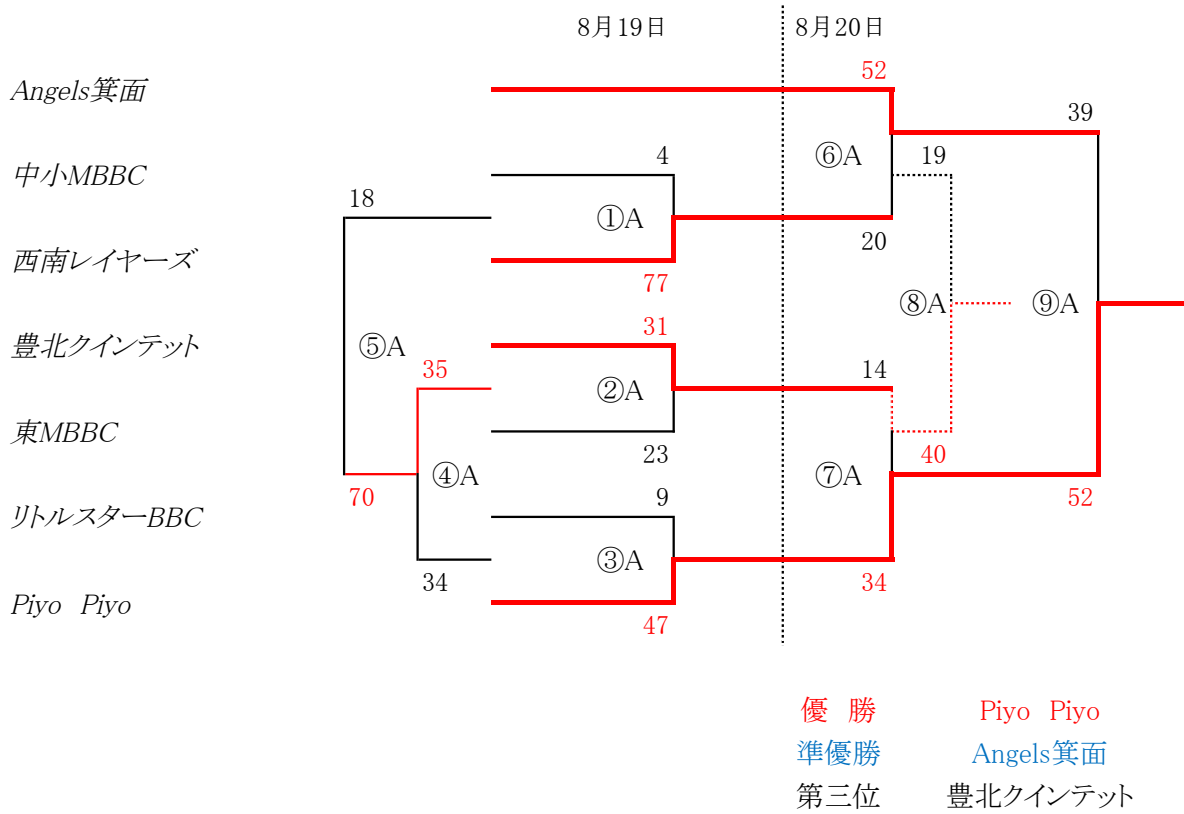 8月19日 8月20日
52
Angels箕面
39
4 ⑥A 19
中小MBBC
18
①A
20
西南レイヤーズ
77
⑧A ⑨A
31
豊北クインテット
⑤A
35 14
②A
東MBBC
23 40
④A ⑦A
70 9 52
リトルスターBBC
③A
34 34
Piyo Piyo
47
優 勝 Piyo Piyo
準優勝 Angels箕面
第三位 豊北クインテット